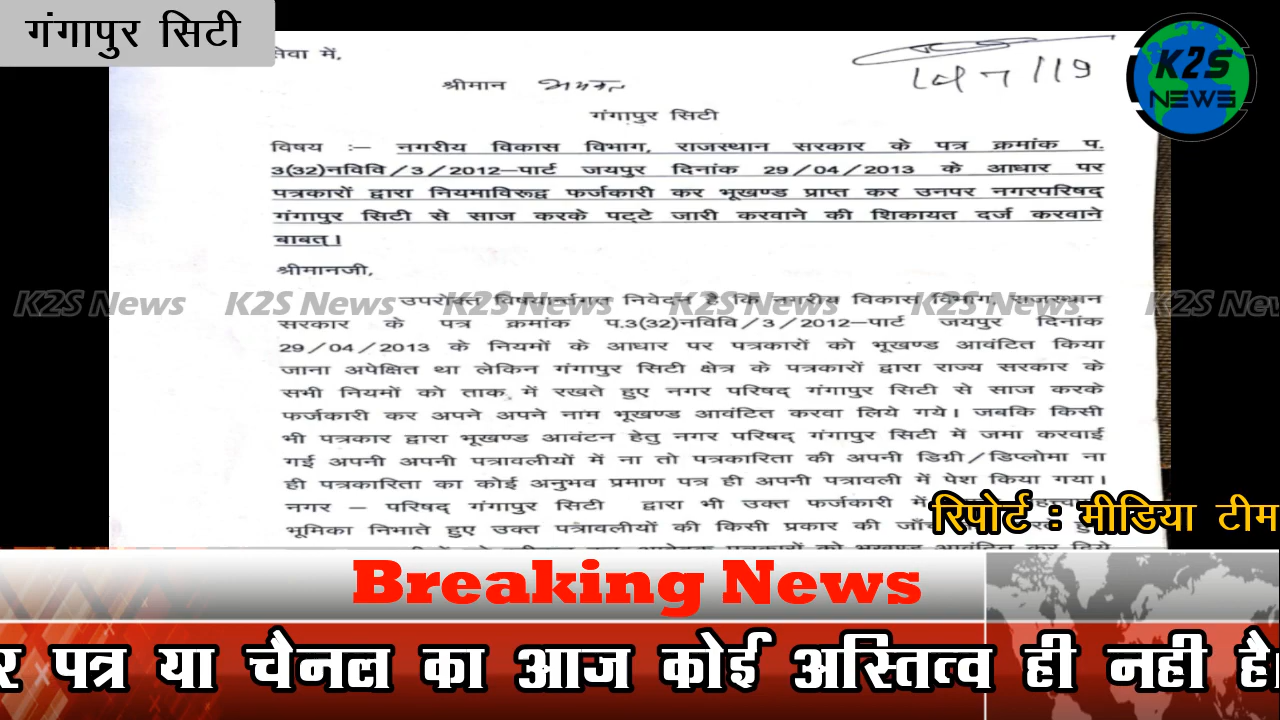 गंगापुर सिटी
K2S
NEWS
सेवा में,
श्रीमान
गंगापुर सिटी
विषय :– नगरीय विकास विभाग, राजस्थान सरकार के पत्र क्रमांक प.
3(32)नविवि/3/2012–पार्ट जयपुर दिनांक 29/04/2013 के आधार पर
पत्रकारों द्वारा नियमाविरूद्व फर्जकारी कर भूखण्ड प्राप्त कर उनपर नगरपरिषद्
गंगापुर सिटी से साज करके पट्टे जारी करवाने की शिकायत दर्ज करवाने
बाबत्।
श्रीमानजी,
K2S News K2S News K2S News K2S News K2S News K2S New
उपरोक्त विषयान्तंगत निवेदन है कि नगरीय विकास विभाग, राजस्थान
सरकार के पत्र क्रमांक प.3(32)नविवि/3/2012–पार्ट जयपुर दिनांक
29/04/2013 के नियमों के आधार पर पत्रकारों को भूखण्ड आवंटित किया
जाना अपेक्षित था लेकिन गंगापुर सिटी क्षेत्र के पत्रकारों द्वारा राज्य सरकार के
सभी नियमों को ताक में रखते हुए नगर परिषद् गंगापुर सिटी से साज करके
फर्जकारी कर अपने अपने नाम भूखण्ड आवंटित करवा लिये गये। जबकि किसी
भी पत्रकार द्वारा भूखण्ड आवंटन हेतु नगर परिषद् गंगापुर सिटी में जमा करवाई
गई अपनी अपनी पत्रावलीयों में ना तो पत्रकारिता की अपनी डिग्री/डिप्लोमा ना
ही पत्रकारिता का कोई अनुभव प्रमाण पत्र ही अपनी पत्रावली में पेश किया गया।
नगर – परिषद् गंगापुर सिटी द्वारा भी उक्त फर्जकारी में
भूमिका निभाते हुए उक्त पत्रावलीयों की किसी प्रकार की
रिपोर्ट : मीडिया टीम
Breaking News
र पत्र या चैनल का आज कोई अस्तित्व ही नही है।